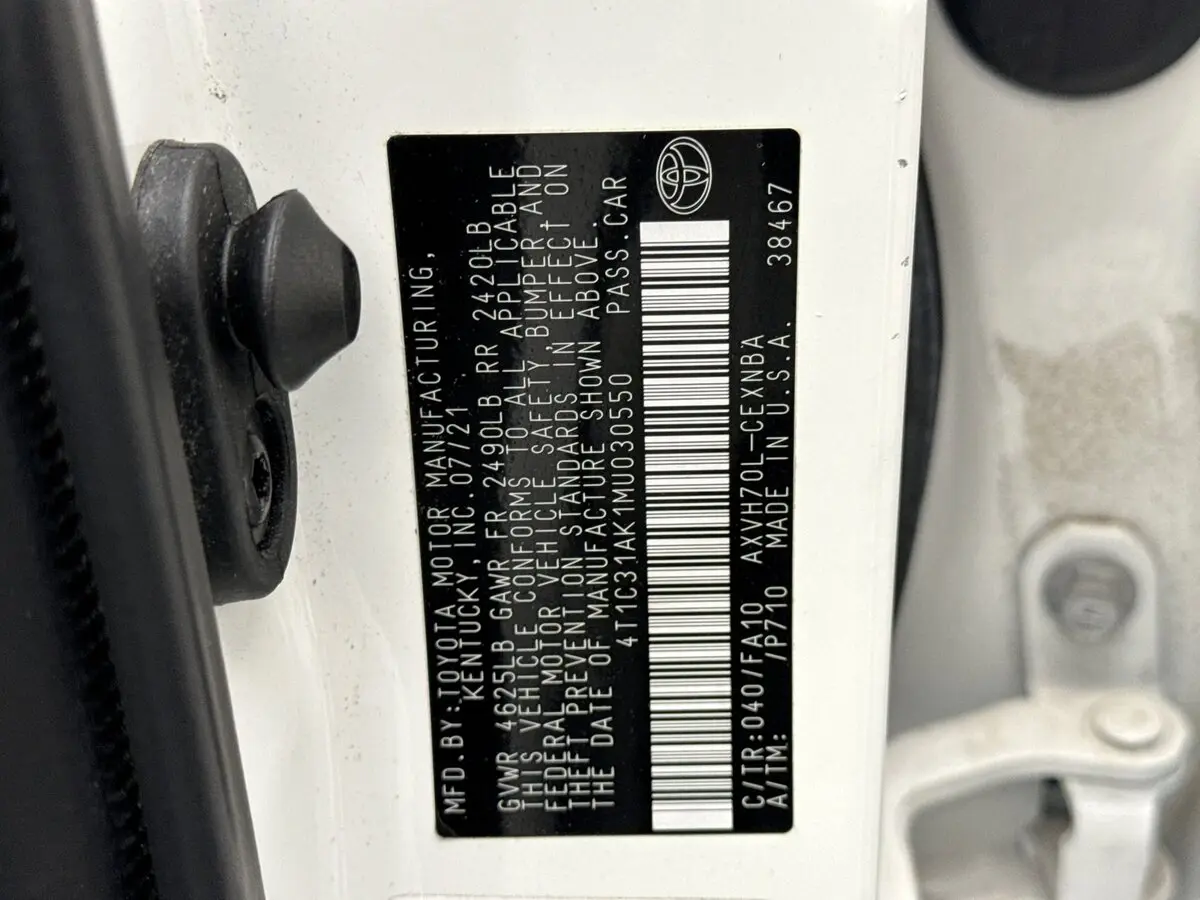 MFD.BY:TOYOTA MOTOR MANUFACTURING,
KENTUCKY,INC.07/21
GVWR 4625LB GAWR FR 2490LB RR 2420LB
THIS VEHICLE CONFORMS TO ALL APPLICABLE
FEDERAL MOTOR VEHICLE SAFETY,BUMPER,AND
THEFT PREVENTION STANDARDS IN EFFECT ON
THE DATE OF MANUFACTURE SHOWN ABOVE.
4T1C31AK1MU030550 PASS.CAR
C/TR:040/FA10 AXVH70L-CEXNBA
A/TM: /P710 MADE IN U.S.A. 38467